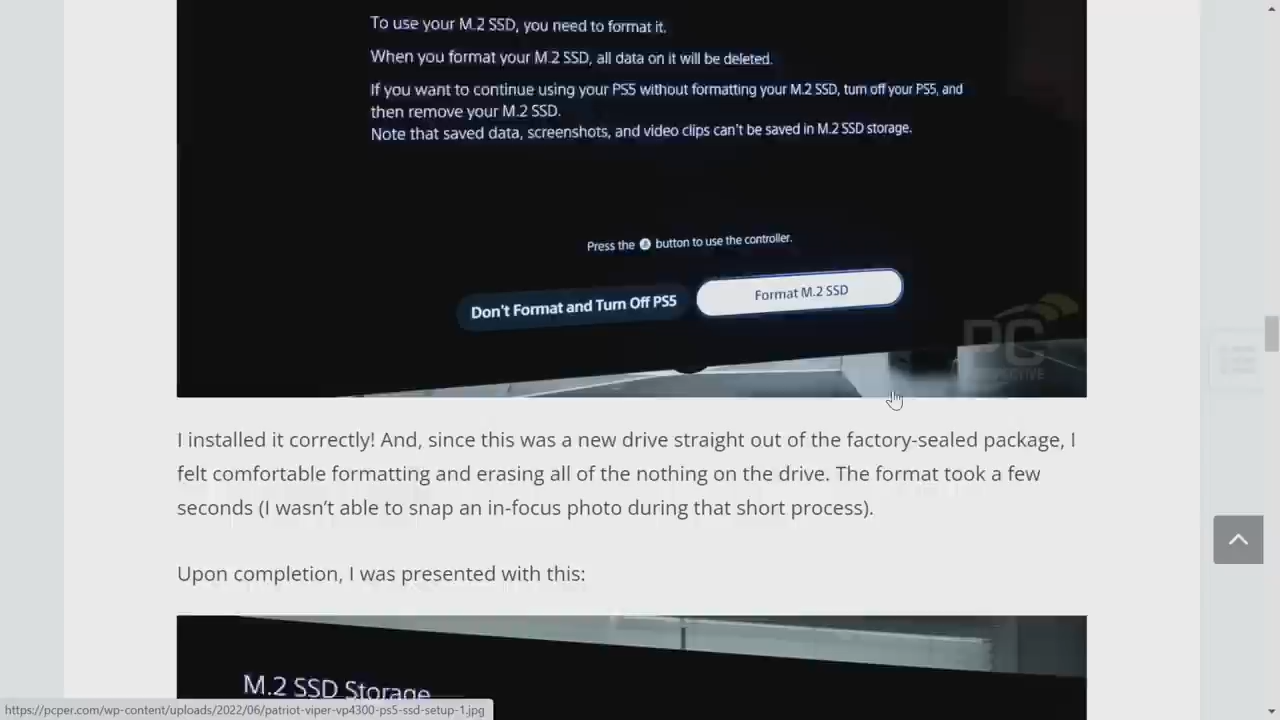 To use your M.2 SSD, you need to format it.
When you format your M.2 SSD, all data on it will be deleted.
If you want to continue using your PS5 without formatting your M.2 SSD, turn off your PS5, and
then remove your M.2 SSD.
Note that saved data, screenshots, and video clips can't be saved in M.2 SSD storage.
Press the button to use the controller.
Don't Format and Turn Off PS5
Format M.2 SSD
PC
I installed it correctly! And, since this was a new drive straight out of the factory-sealed package, I
felt comfortable formatting and erasing all of the nothing on the drive. The format took a few
seconds (I wasn’t able to snap an in-focus photo during that short process).
Upon completion, I was presented with this:
M.2 SSD Storage
https://pcper.com/wp-content/uploads/2022/06/patriot-viper-vp4300-ps5-ssd-setup-1.jpg